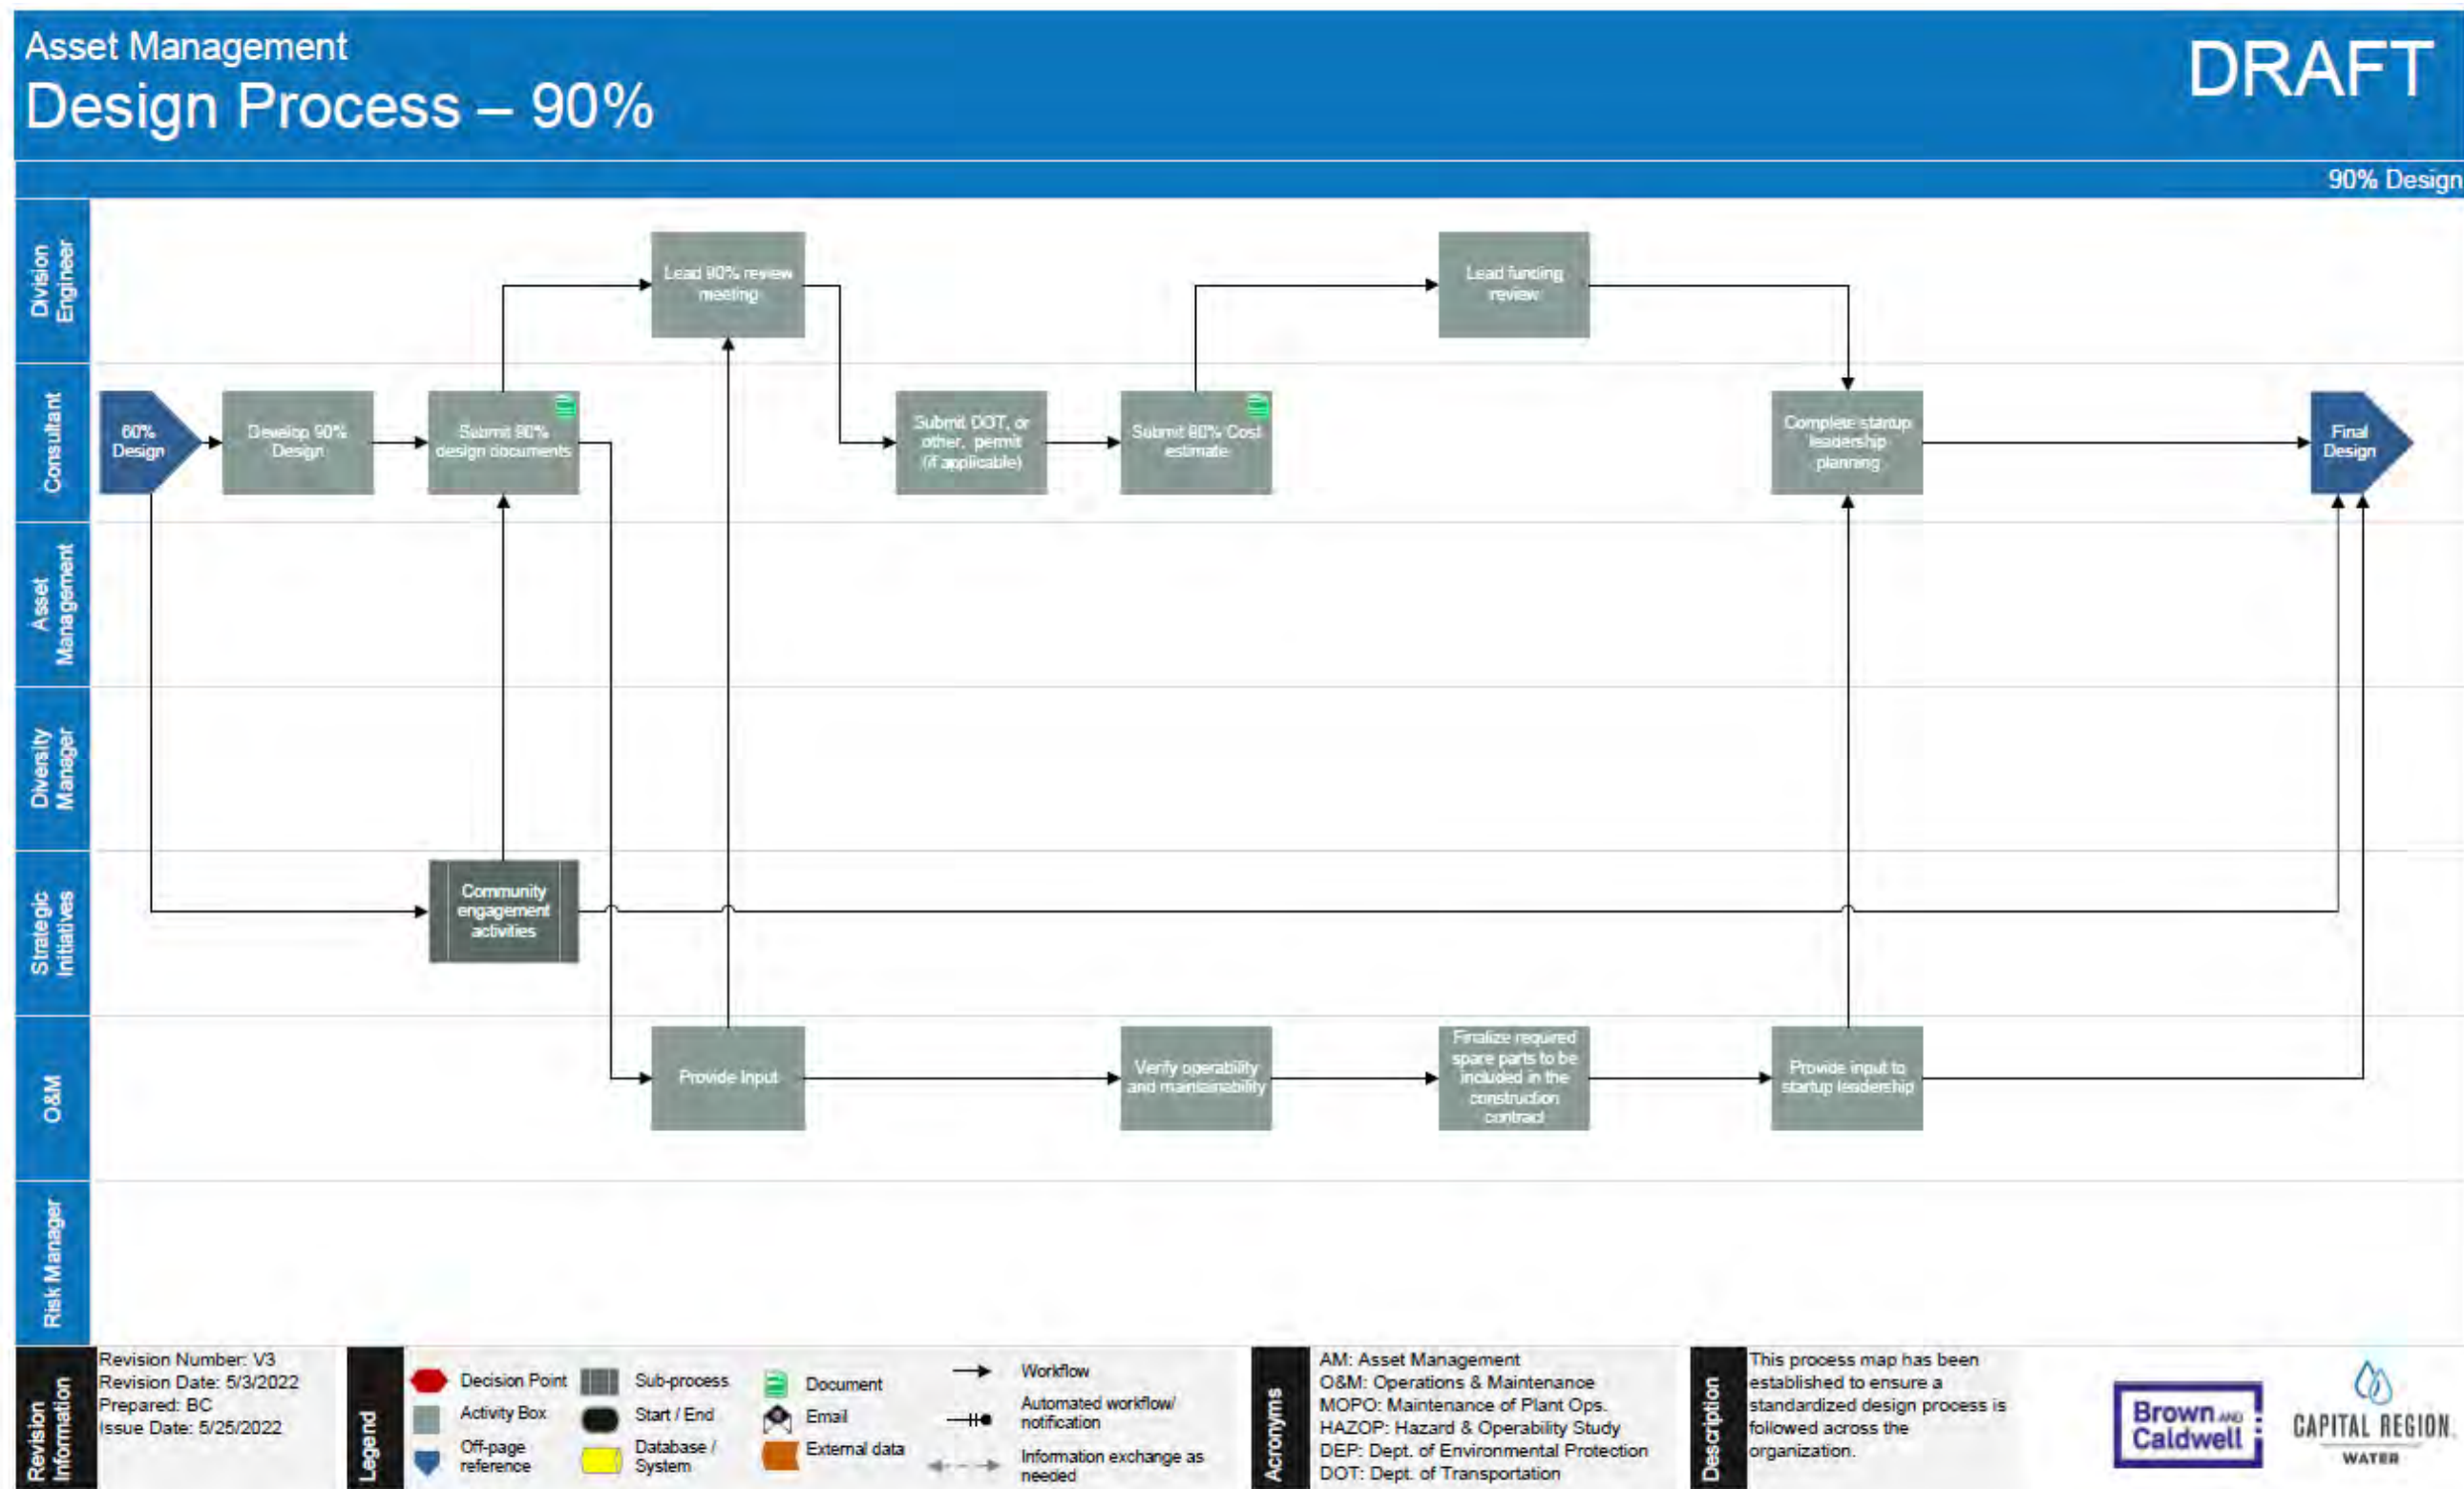 Asset Management
DRAFT
Design Process – 90%
90% Design
Division
Engineer
Lead 90% review
meeting
Lead funding
review
Consultant
60%
Design
Develop 90%
Design
Submit 90%
design documents
Submit DOT, or
other, permit
(if applicable)
Submit 90% Cost
estimate
Complete startup
leadership
planning
Final
Design
Asset
Management
Diversity
Manager
Strategic
Initiatives
Community
engagement
activities
O&M
Provide Input
Verify operability
and maintainability
Finalize required
spare parts to be
included in the
construction
contract
Provide input to
startup leadership
Risk Manager
Revision
Information
Revision Number: V3
Revision Date: 5/3/2022
Prepared: BC
Issue Date: 5/25/2022
Legend
Decision Point
Activity Box
Off-page
reference
Sub-process
Start / End
Database /
System
Document
Email
External data
Workflow
Automated workflow/
notification
Information exchange as
needed
Acronyms
AM: Asset Management
O&M: Operations & Maintenance
MOPO: Maintenance of Plant Ops.
HAZOP: Hazard & Operability Study
DEP: Dept. of Environmental Protection
DOT: Dept. of Transportation
Description
This process map has been
established to ensure a
standardized design process is
followed across the
organization.
Brown AND
Caldwell
CAPITAL REGION
WATER